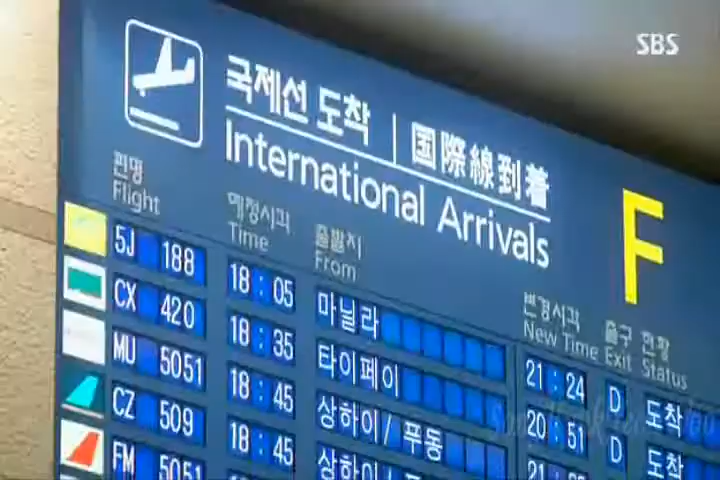 SBS
국제선 도착 | 国際線到着
International Arrivals
F
편명 예정시각 출발지 변경시각 출구 현황
Flight Time From New Time Exit Status
5J 188 18:05 마닐라 21:24 D 도착
CX 420 18:35 타이페이 20:51 D 도착
MU 5051 18:45 상하이/푸동
CZ 509 18:45 상하이/
FM 5051